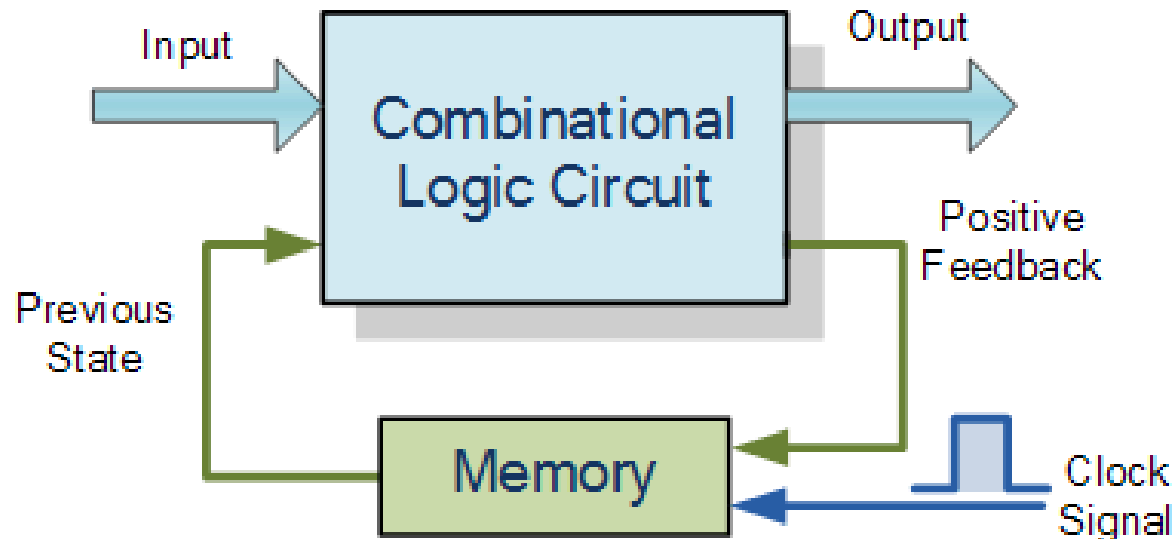 Input
Output
Combinational
Logic Circuit
Positive
Feedback
Previous
State
Memory
Clock
Signal